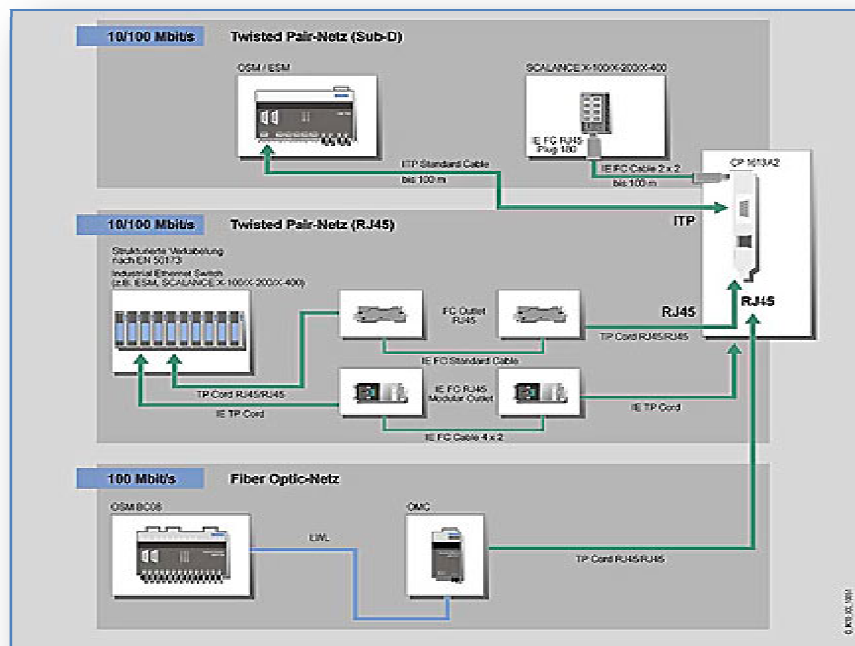 10/100 Mbit/s
Twisted Pair-Netz (Sub-D)
OSM / ESM
SCALANCE X-100/X-200/X-400
IE FC RJ45
Plug 180
ITP Standard Cable
bis 100 m
IE FC Cable 2 x 2
bis 100 m
CP 1613 A2
ITP
10/100 Mbit/s
Twisted Pair-Netz (RJ45)
Strukturierte Verkabelung
nach EN 50173
Industrial Ethernet Switch
(z.B. ESM, SCALANCE X-100/X-200/X-400)
FC Outlet
RJ45
RJ45
RJ45
TP Cord RJ45/RJ45
IE FC Standard Cable
TP Cord RJ45/RJ45
IE FC RJ45
Modular Outlet
IE TP Cord
IE TP Cord
IE FC Cable 4 x 2
100 Mbit/s
Fiber Optic-Netz
OSM BC08
OMC
LWL
TP Cord RJ45/RJ45